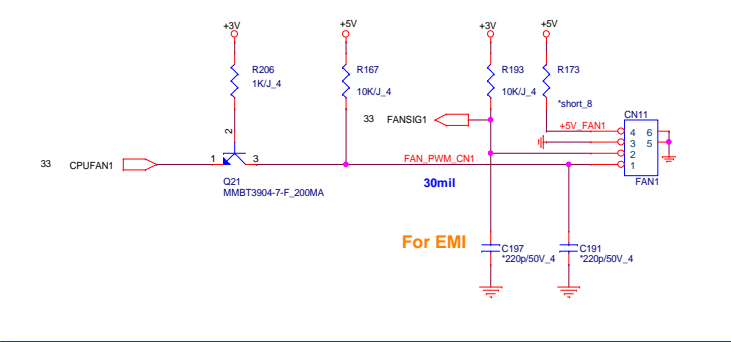 +3V
+5V
+3V
+5V
R206
1K/J_4
R167
10K/J_4
R193
10K/J_4
R173
*short_8
33 FANSIG1
CN11
+5V_FAN1
4 6
3 5
2
1
FAN1
2
33 CPUFAN1
1
3
FAN_PWM_CN1
30mil
Q21
MMBT3904-7-F_200MA
For EMI
C197
*220p/50V_4
C191
*220p/50V_4